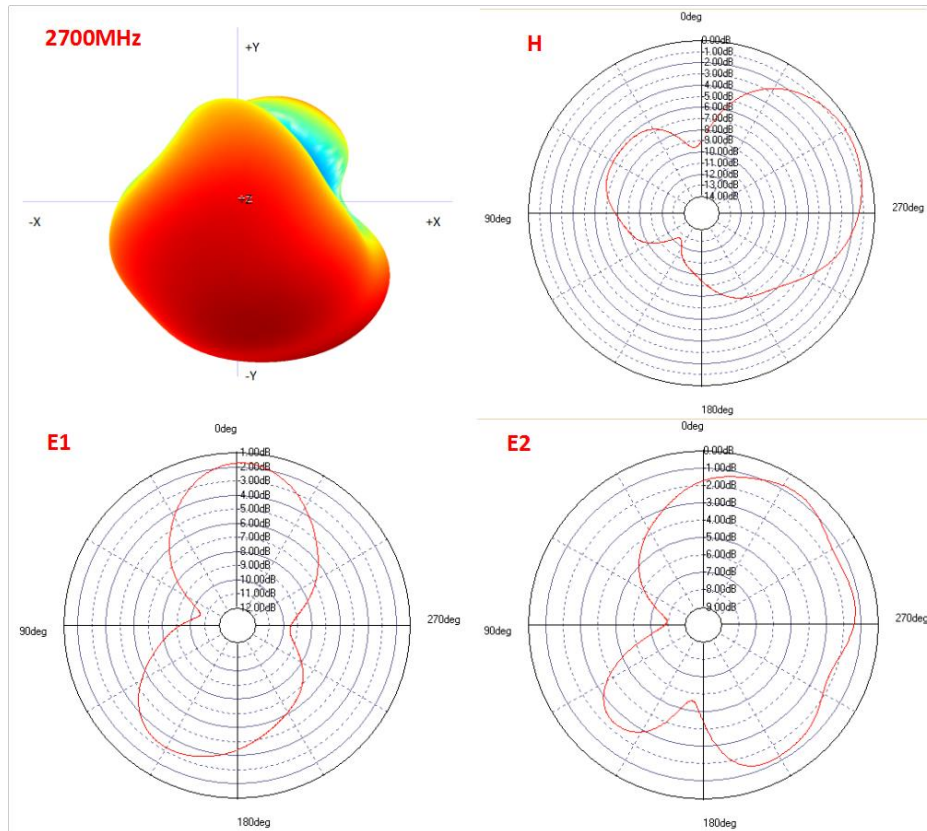 2700MHz
+Y
+Z
-X
+X
-Y
H
0deg
0.00dB
1.00dB
2.00dB
3.00dB
4.00dB
5.00dB
6.00dB
7.00dB
8.00dB
9.00dB
10.00dB
11.00dB
12.00dB
13.00dB
14.00dB
90deg
270deg
180deg
E1
0deg
1.00dB
2.00dB
3.00dB
4.00dB
5.00dB
6.00dB
7.00dB
8.00dB
9.00dB
10.00dB
11.00dB
12.00dB
90deg
270deg
180deg
E2
0deg
0.00dB
1.00dB
2.00dB
3.00dB
4.00dB
5.00dB
6.00dB
7.00dB
8.00dB
9.00dB
90deg
270deg
180deg